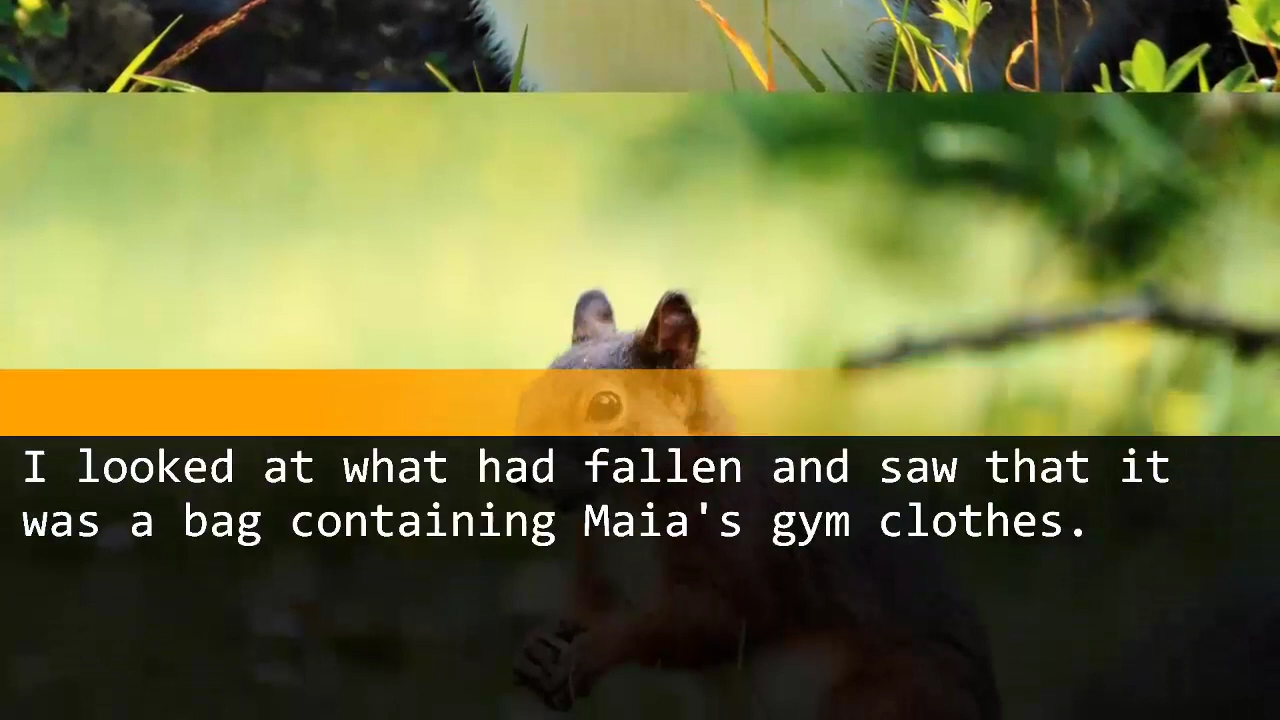 I looked at what had fallen and saw that it
was a bag containing Maia's gym clothes.